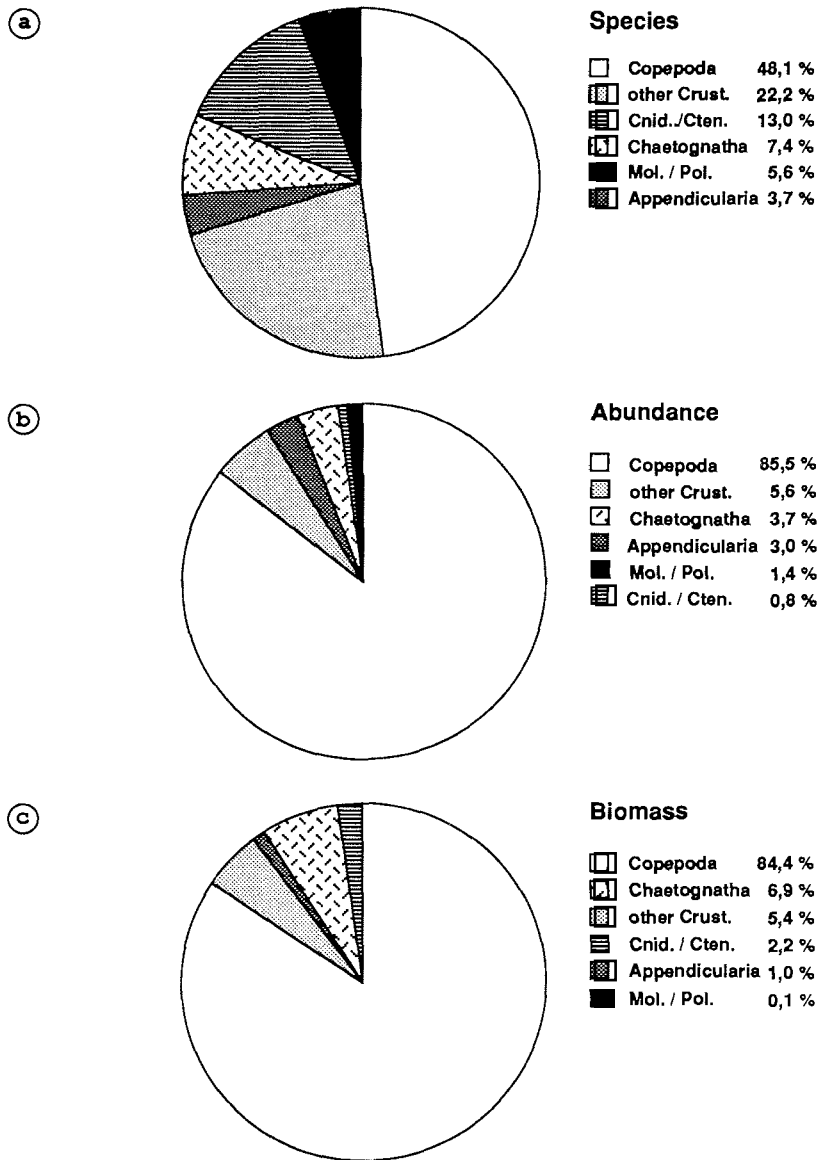 a
Species
Copepoda 48,1 %
other Crust. 22,2 %
Cnid../Cten. 13,0 %
Chaetognatha 7,4 %
Mol. / Pol. 5,6 %
Appendicularia 3,7 %
b
Abundance
Copepoda 85,5 %
other Crust. 5,6 %
Chaetognatha 3,7 %
Appendicularia 3,0 %
Mol. / Pol. 1,4 %
Cnid. / Cten. 0,8 %
c
Biomass
Copepoda 84,4 %
Chaetognatha 6,9 %
other Crust. 5,4 %
Cnid. / Cten. 2,2 %
Appendicularia 1,0 %
Mol. / Pol. 0,1 %